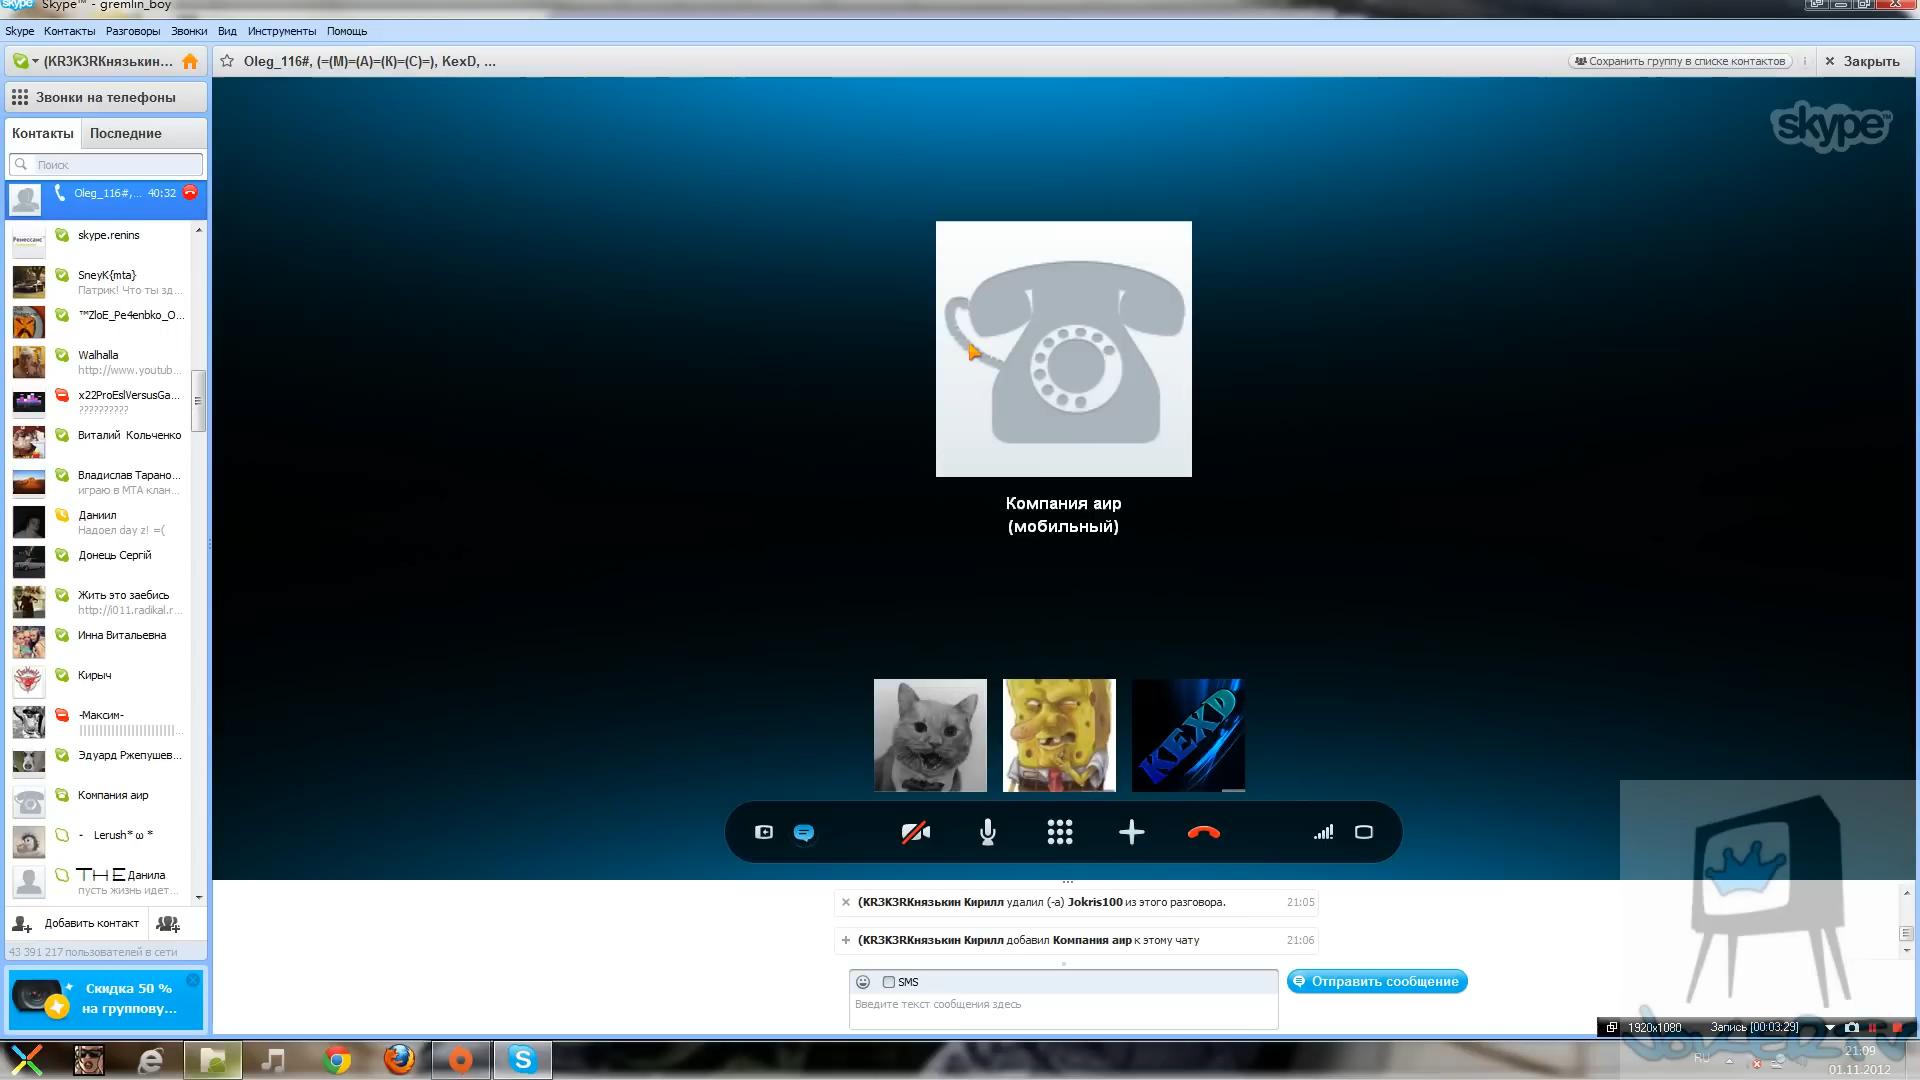 Skype™ - gremlin_boy
Skype Контакты Разговоры Звонки Вид Инструменты Помощь
(KR3K3RКнязькин...
Oleg_116#, (=(M)=(A)=(K)=(C)=), KexD, ...
Сохранить группу в списке контактов
Закрыть
Звонки на телефоны
Контакты Последние
Поиск
Oleg_116#,... 40:32
skype
skype.renins
SneyK{mta}
Патрик! Что ты зд...
™ZloE_Pe4enbko_O...
Walhalla
http://www.youtub...
x22ProEslVersusGa...
??????????
Виталий Кольченко
Владислав Тарано...
играю в МТА клан...
Даниил
Надоел day z! =(
Донець Сергій
Жить это заебись
http://i011.radikal.r...
Инна Витальевна
Кирыч
-Максим-
Эдуард Ржепушев...
Компания аир
- Lerush* ω *
THE Данила
пусть жизнь идет...
Компания аир
(мобильный)
KEXD
Добавить контакт
43 391 217 пользователей в сети
Скидка 50 %
на группову...
(KR3K3RКнязькин Кирилл удалил (-а) Jokris100 из этого разговора. 21:05
(KR3K3RКнязькин Кирилл добавил Компания аир к этому чату 21:06
SMS
Введите текст сообщения здесь
Отправить сообщение
1920x1080 Запись [00:03:29]
RU
21:09
01.11.2012